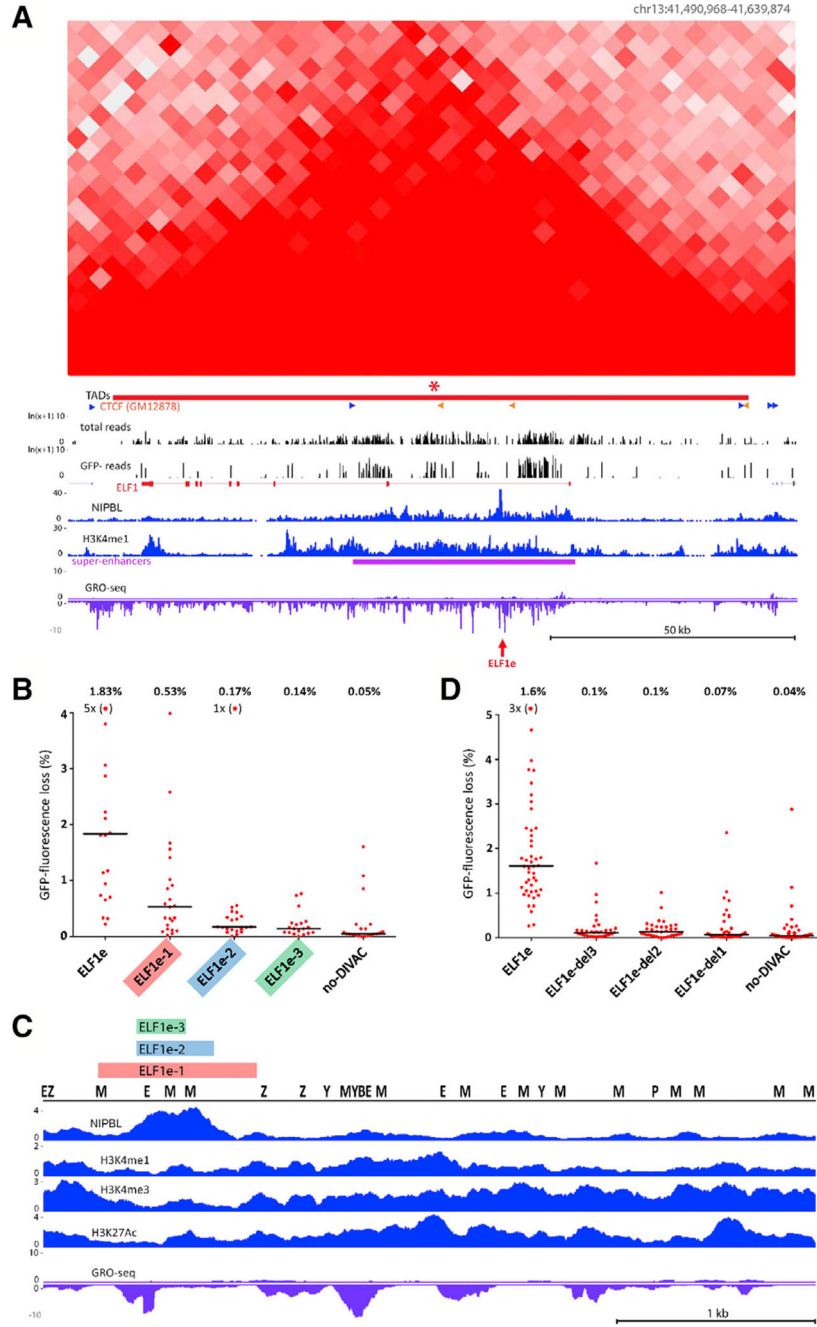 A
chr13:41,490,968-41,639,874
*
TADs
CTCF (GM12878)
ln(x+1) 10
total reads
0
ln(x+1) 10
GFP- reads
0
ELF1
40
NIPBL
0
30
H3K4me1
0
super-enhancers
10
GRO-seq
0
0
-10
50 kb
ELF1e
B
1.83% 0.53% 0.17% 0.14% 0.05%
5x (•) 1x (•)
GFP-fluorescence loss (%)
4
3
2
1
0
ELF1e ELF1e-1 ELF1e-2 ELF1e-3 no-DIVAC
D
1.6% 0.1% 0.1% 0.07% 0.04%
3x (•)
GFP-fluorescence loss (%)
5
4
3
2
1
0
ELF1e ELF1e-del3 ELF1e-del2 ELF1e-del1 no-DIVAC
C
ELF1e-3
ELF1e-2
ELF1e-1
EZ M E M M Z Z Y MYBE M E M E M Y M M P M M M M
4
NIPBL
0
2
H3K4me1
0
3
H3K4me3
0
4
H3K27Ac
0
10
GRO-seq
0
0
-10
1 kb